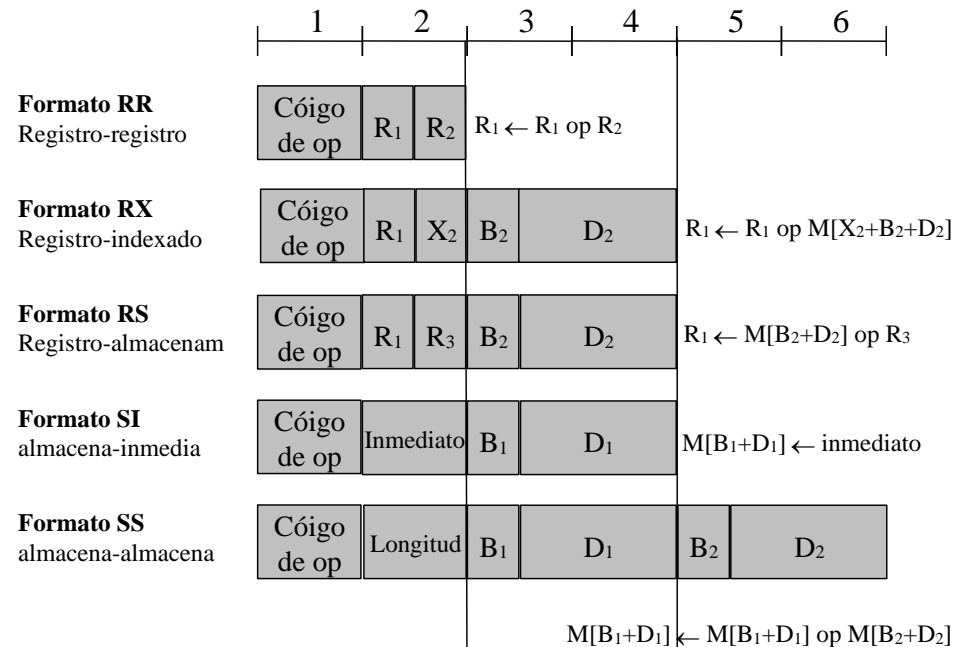 1 2 3 4 5 6
Formato RR
Registro-registro
Cóigo
de op
R1 R2
R1 ← R1 op R2
Formato RX
Registro-indexado
Cóigo
de op
R1 X2 B2 D2
R1 ← R1 op M[X2+B2+D2]
Formato RS
Registro-almacenam
Cóigo
de op
R1 R3 B2 D2
R1 ← M[B2+D2] op R3
Formato SI
almacena-inmedia
Cóigo
de op
Inmediato B1 D1
M[B1+D1] ← inmediato
Formato SS
almacena-almacena
Cóigo
de op
Longitud B1 D1 B2 D2
M[B1+D1] ← M[B1+D1] op M[B2+D2]